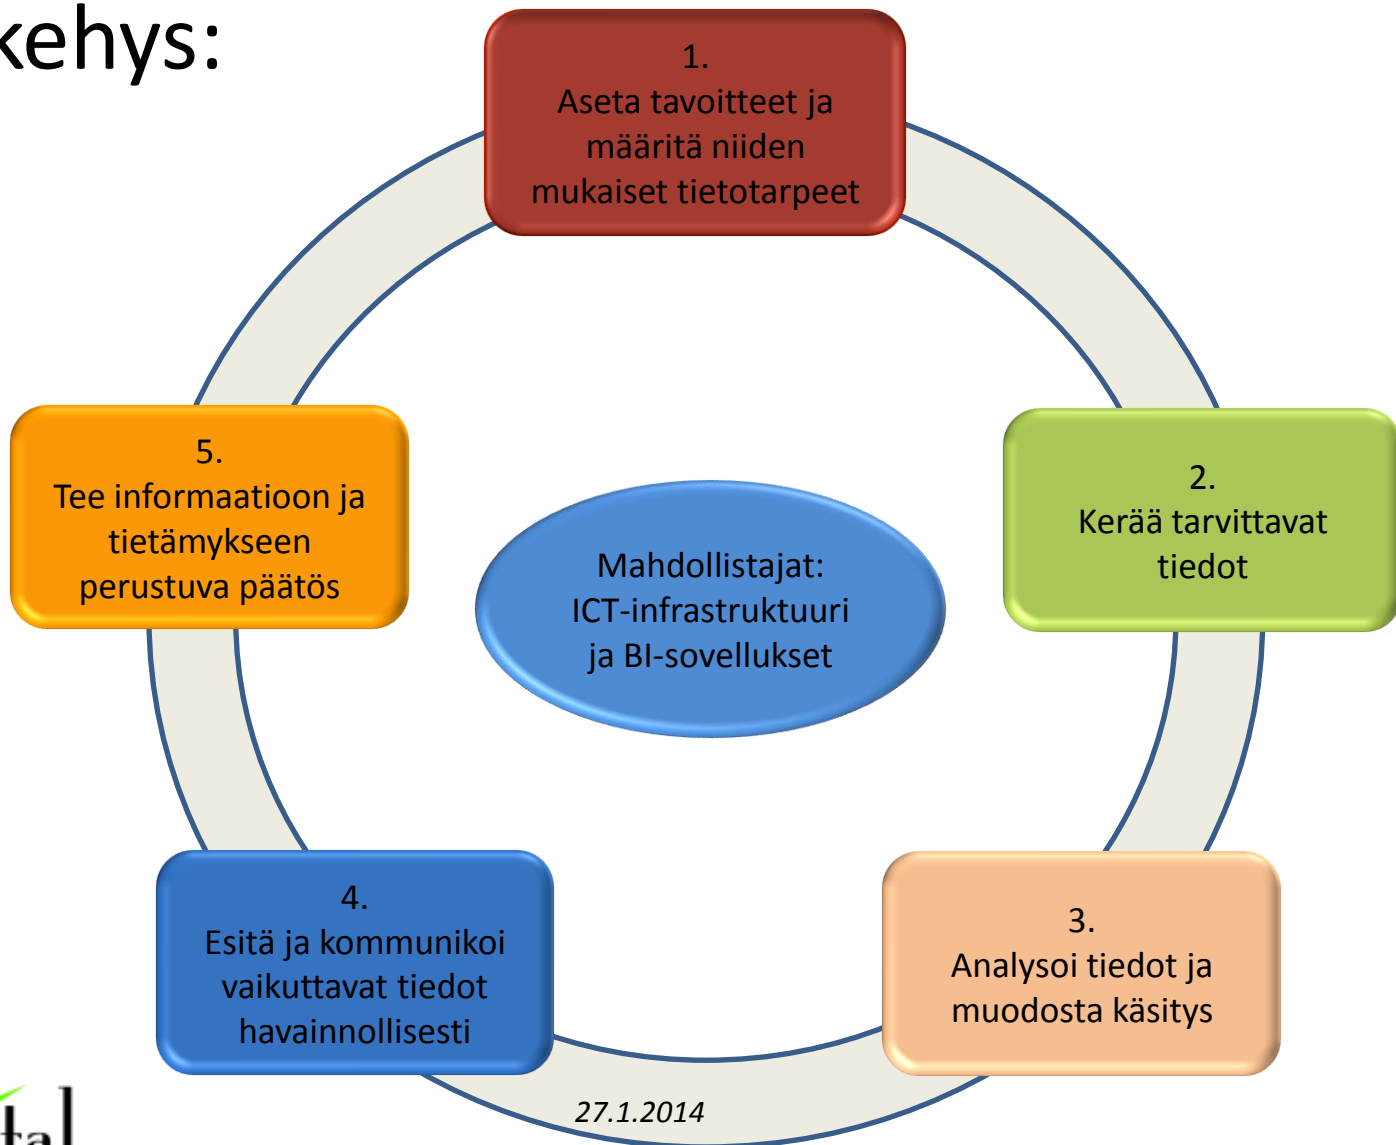 kehys:
1.
Aseta tavoitteet ja
määritä niiden
mukaiset tietotarpeet
2.
Kerää tarvittavat
tiedot
3.
Analysoi tiedot ja
muodosta käsitys
4.
Esitä ja kommunikoi
vaikuttavat tiedot
havainnollisesti
5.
Tee informaatioon ja
tietämykseen
perustuva päätös
Mahdollistajat:
ICT-infrastruktuuri
ja BI-sovellukset
27.1.2014